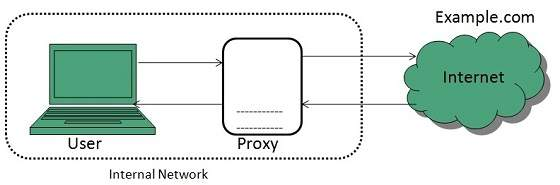 Example.com
Internet
User
Proxy
Internal Network